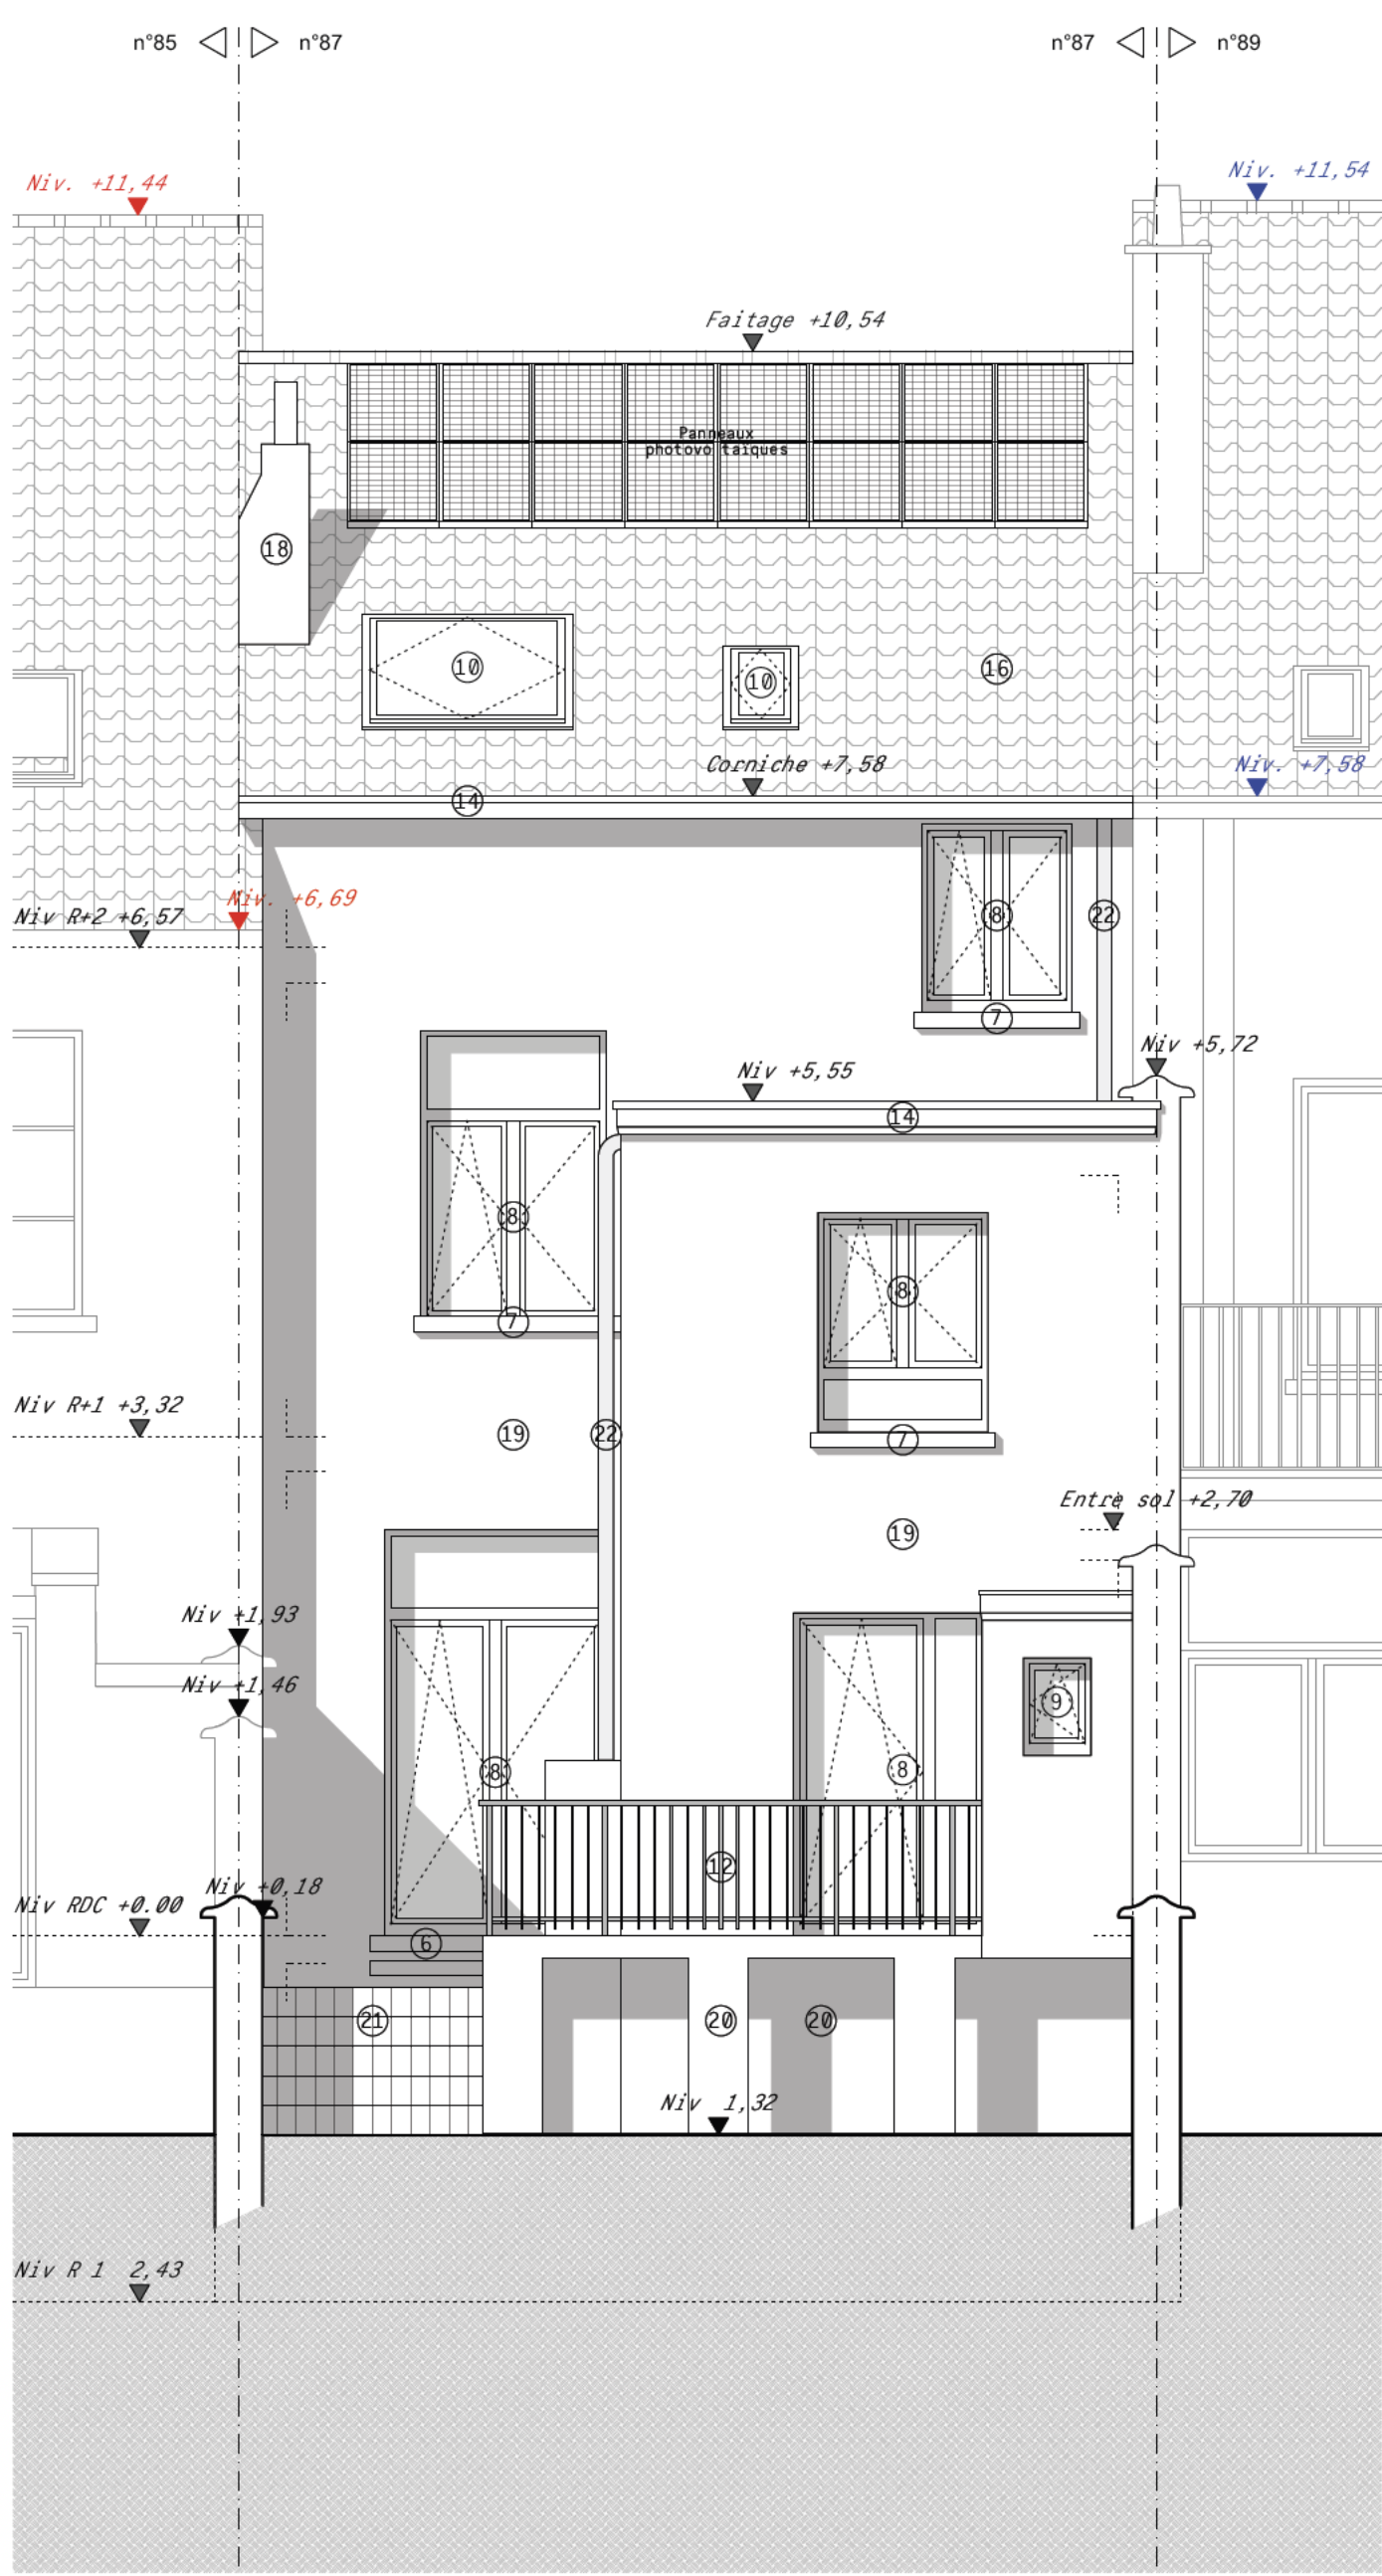 n°85 n°87 n°87 n°89
Niv. +11,54
Niv. +11,44
Faitage +10,54
Panneaux
photovo taïques
18
10
10
16
Corniche +7,58
Niv. +7,58
14
Niv. +6,69
Niv R+2 +6,57
8
22
7
Niv +5,72
Niv +5,55
14
8
8
7
Niv R+1 +3,32
19
22
7
Entre sol +2,70
19
Niv +1,93
Niv +1,46
9
8
8
12
Niv +0,18
Niv RDC +0.00
6
21
20
20
Niv 1,32
Niv R 1 2,43